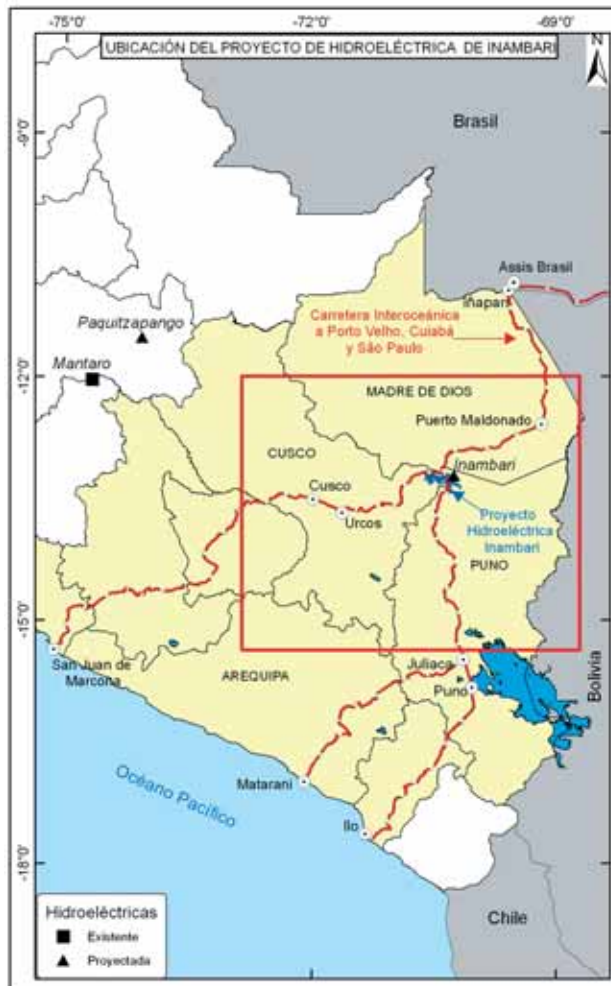 -75°0'
-72°0'
-69°0'
UBICACIÓN DEL PROYECTO DE HIDROELÉCTRICA DE INAMBARI
N
-9°0'
Brasil
Assis Brasil
Iñapari
Carretera Interoceánica
a Porto Velho, Cuiabá
y São Paulo
Paquitzapango
Mantaro
-12°0'
MADRE DE DIOS
Puerto Maldonado
CUSCO
Inambari
Cusco
Urcos
Proyecto
Hidroeléctrica
Inambari
PUNO
-15°0'
San Juan de
Marcona
Juliaca
AREQUIPA
Puno
Bolivia
Matarani
Océano Pacífico
Ilo
-18°0'
Hidroeléctricas
Existente
Proyectada
Chile